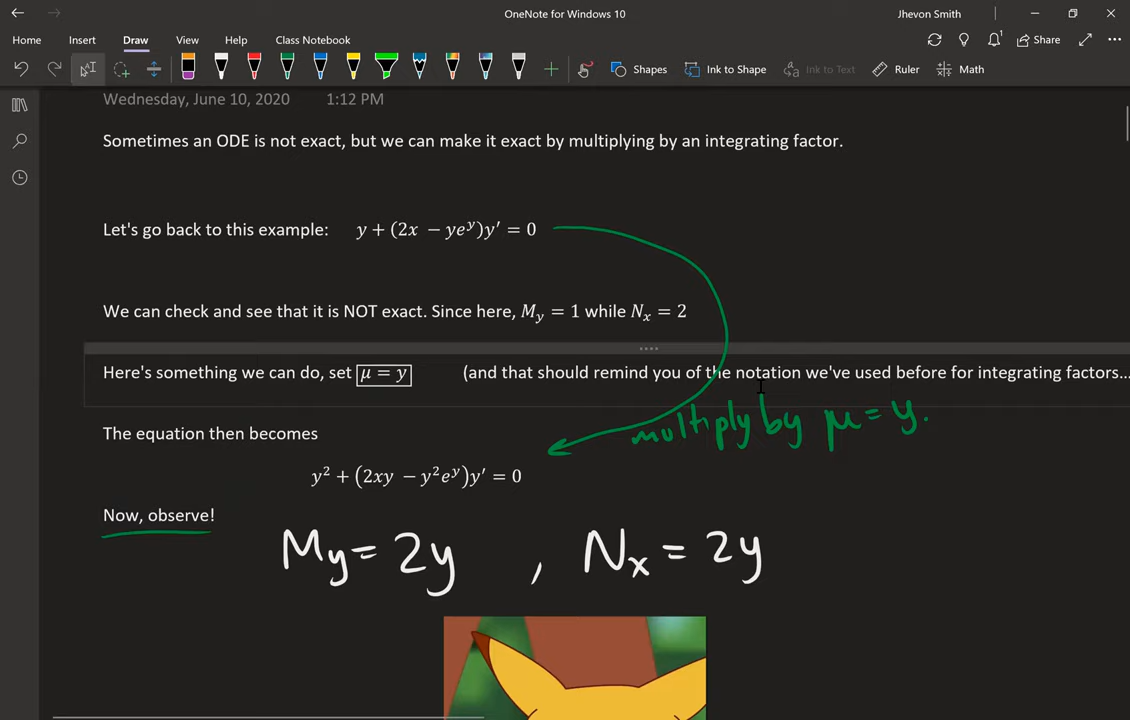 OneNote for Windows 10
Jhevon Smith
Home Insert Draw View Help Class Notebook
Share
Shapes Ink to Shape Ink to Text Ruler Math
Wednesday, June 10, 2020 1:12 PM
Sometimes an ODE is not exact, but we can make it exact by multiplying by an integrating factor.
Let's go back to this example: y + (2x − yeʸ)y′ = 0
We can check and see that it is NOT exact. Since here, M_y = 1 while N_x = 2
Here's something we can do, set μ = y (and that should remind you of the notation we've used before for integrating factors...
multiply by μ = y.
The equation then becomes
y² + (2xy − y²eʸ)y′ = 0
Now, observe!
M_y = 2y , N_x = 2y